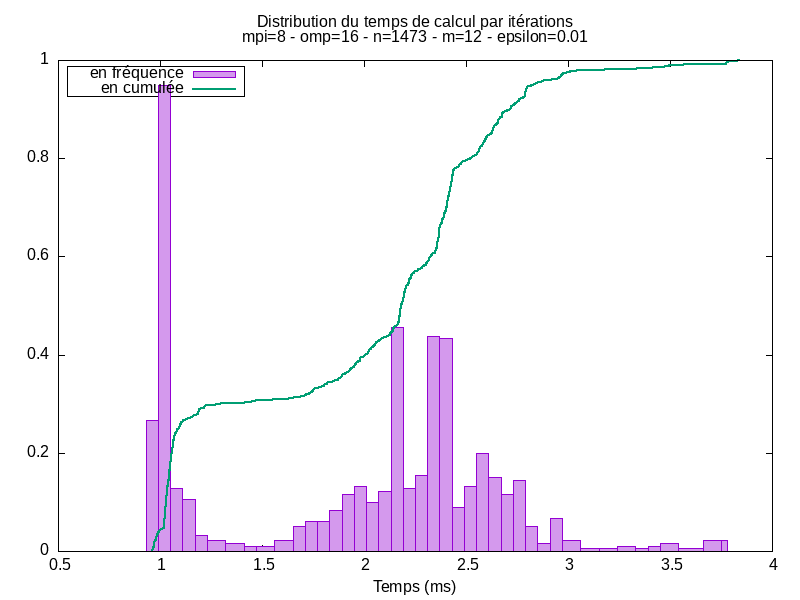 Distribution du temps de calcul par itérations
mpi=8 - omp=16 - n=1473 - m=12 - epsilon=0.01
en fréquence
en cumulée
1
0.8
0.6
0.4
0.2
0
0.5
1
1.5
2
2.5
3
3.5
4
Temps (ms)